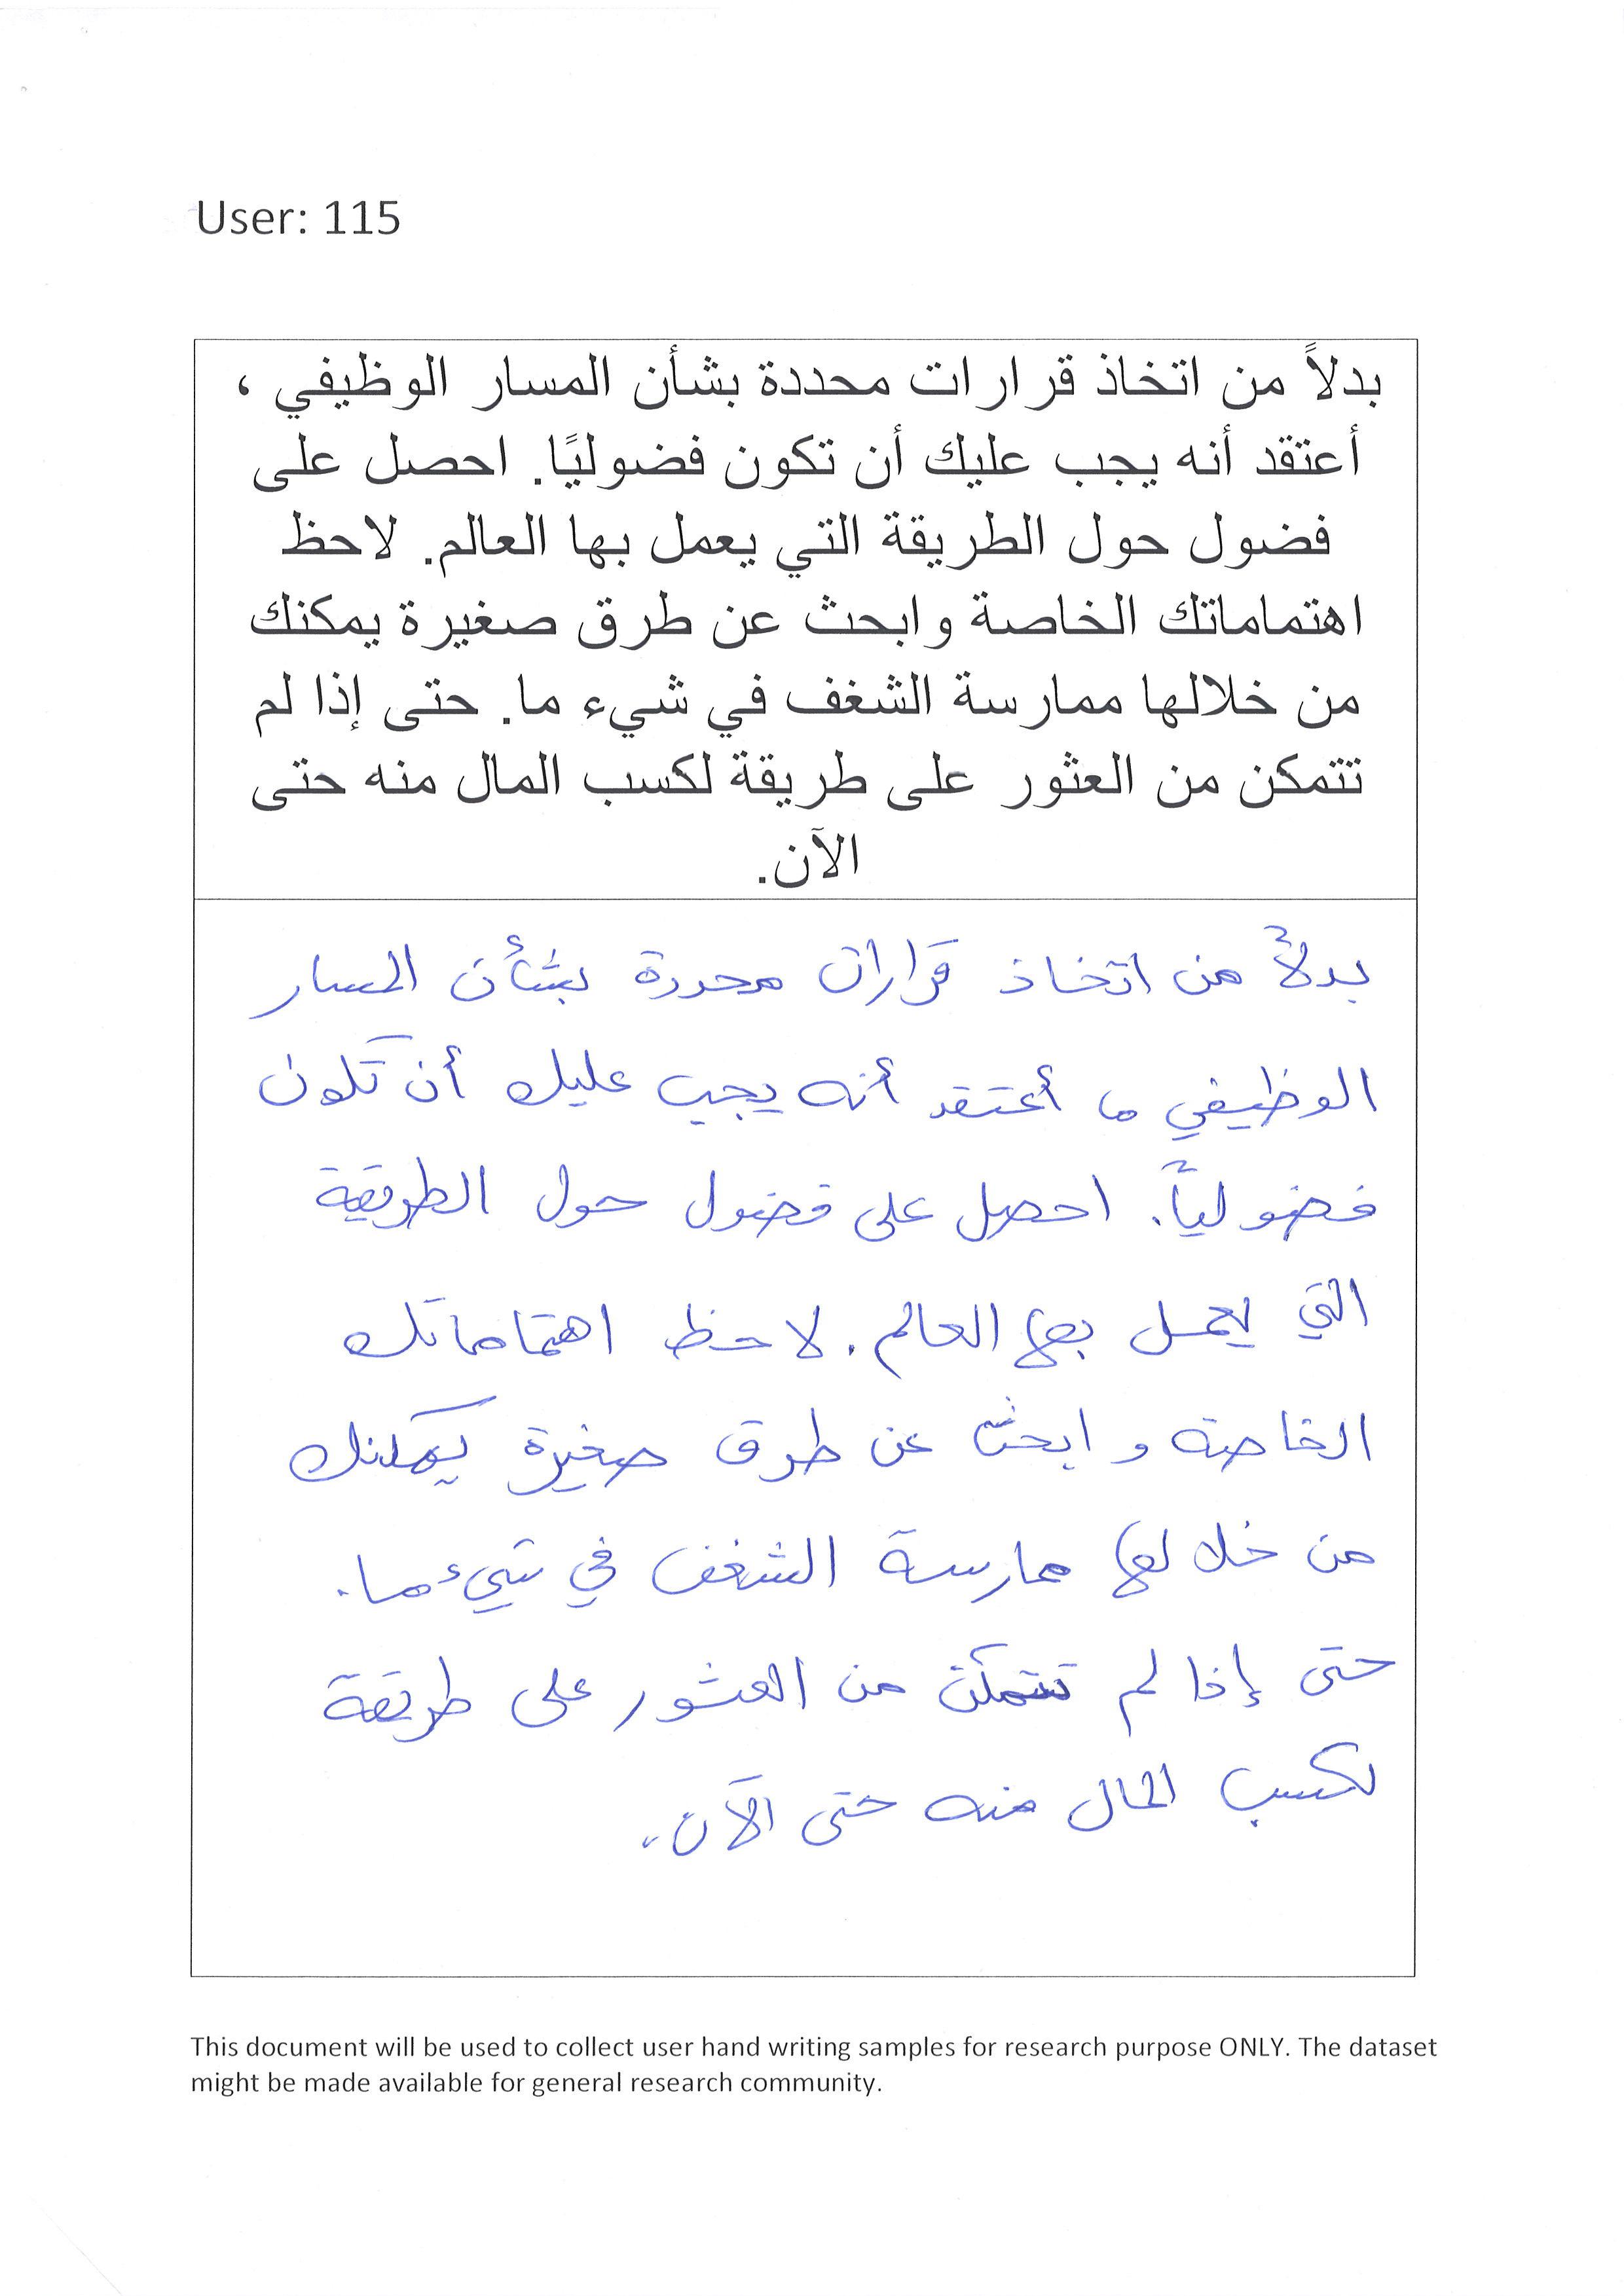 User: 115
بدلاً من اتخاذ قرارات محددة بشأن المسار الوظيفي ،
أعتقد أنه يجب عليك أن تكون فضوليًا. احصل على
فضول حول الطريقة التي يعمل بها العالم. لاحظ
اهتماماتك الخاصة وابحث عن طرق صغيرة يمكنك
من خلالها ممارسة الشغف في شيء ما. حتى إذا لم
تتمكن من العثور على طريقة لكسب المال منه حتى
الآن.
بدلاً من اتخاذ قرارات محددة بشأن المسار
الوظيفي ، أعتقد أنه يجب عليك أن تكون
فضولياً. احصل على فضول حول الطريقة
التي يعمل بها العالم. لاحظ اهتماماتك
الخاصة و ابحث عن طرق صغيرة يمكنك
من خلالها ممارسة الشغف في شيء ما.
حتى إذا لم تتمكن من العثور على طريقة
لكسب المال منه حتى الآن.
This document will be used to collect user hand writing samples for research purpose ONLY. The dataset
might be made available for general research community.